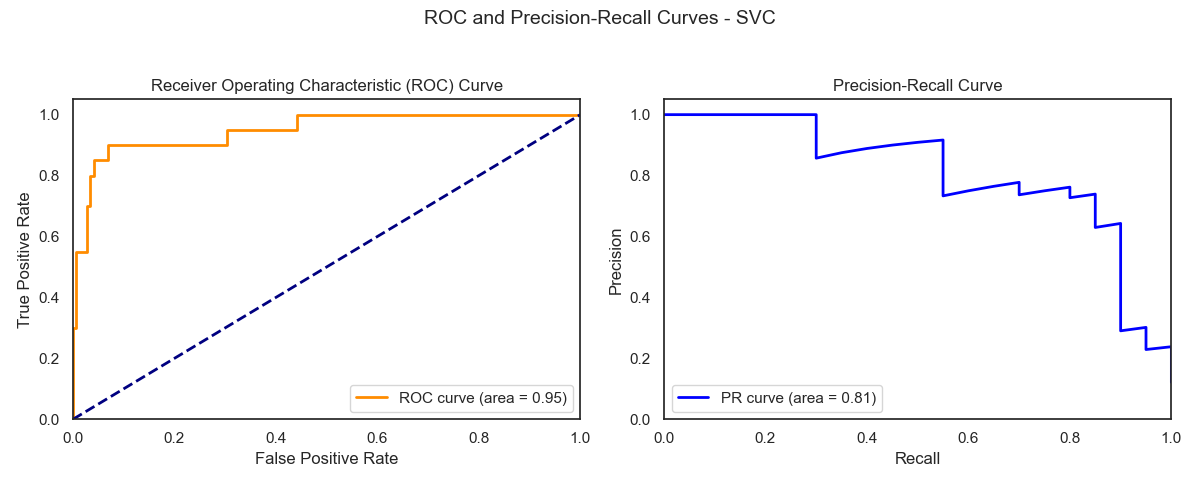 ROC and Precision-Recall Curves - SVC
Receiver Operating Characteristic (ROC) Curve
True Positive Rate
1.0
0.8
0.6
0.4
0.2
0.0
0.0 0.2 0.4 0.6 0.8 1.0
False Positive Rate
ROC curve (area = 0.95)
Precision-Recall Curve
Precision
1.0
0.8
0.6
0.4
0.2
0.0
0.0 0.2 0.4 0.6 0.8 1.0
Recall
PR curve (area = 0.81)